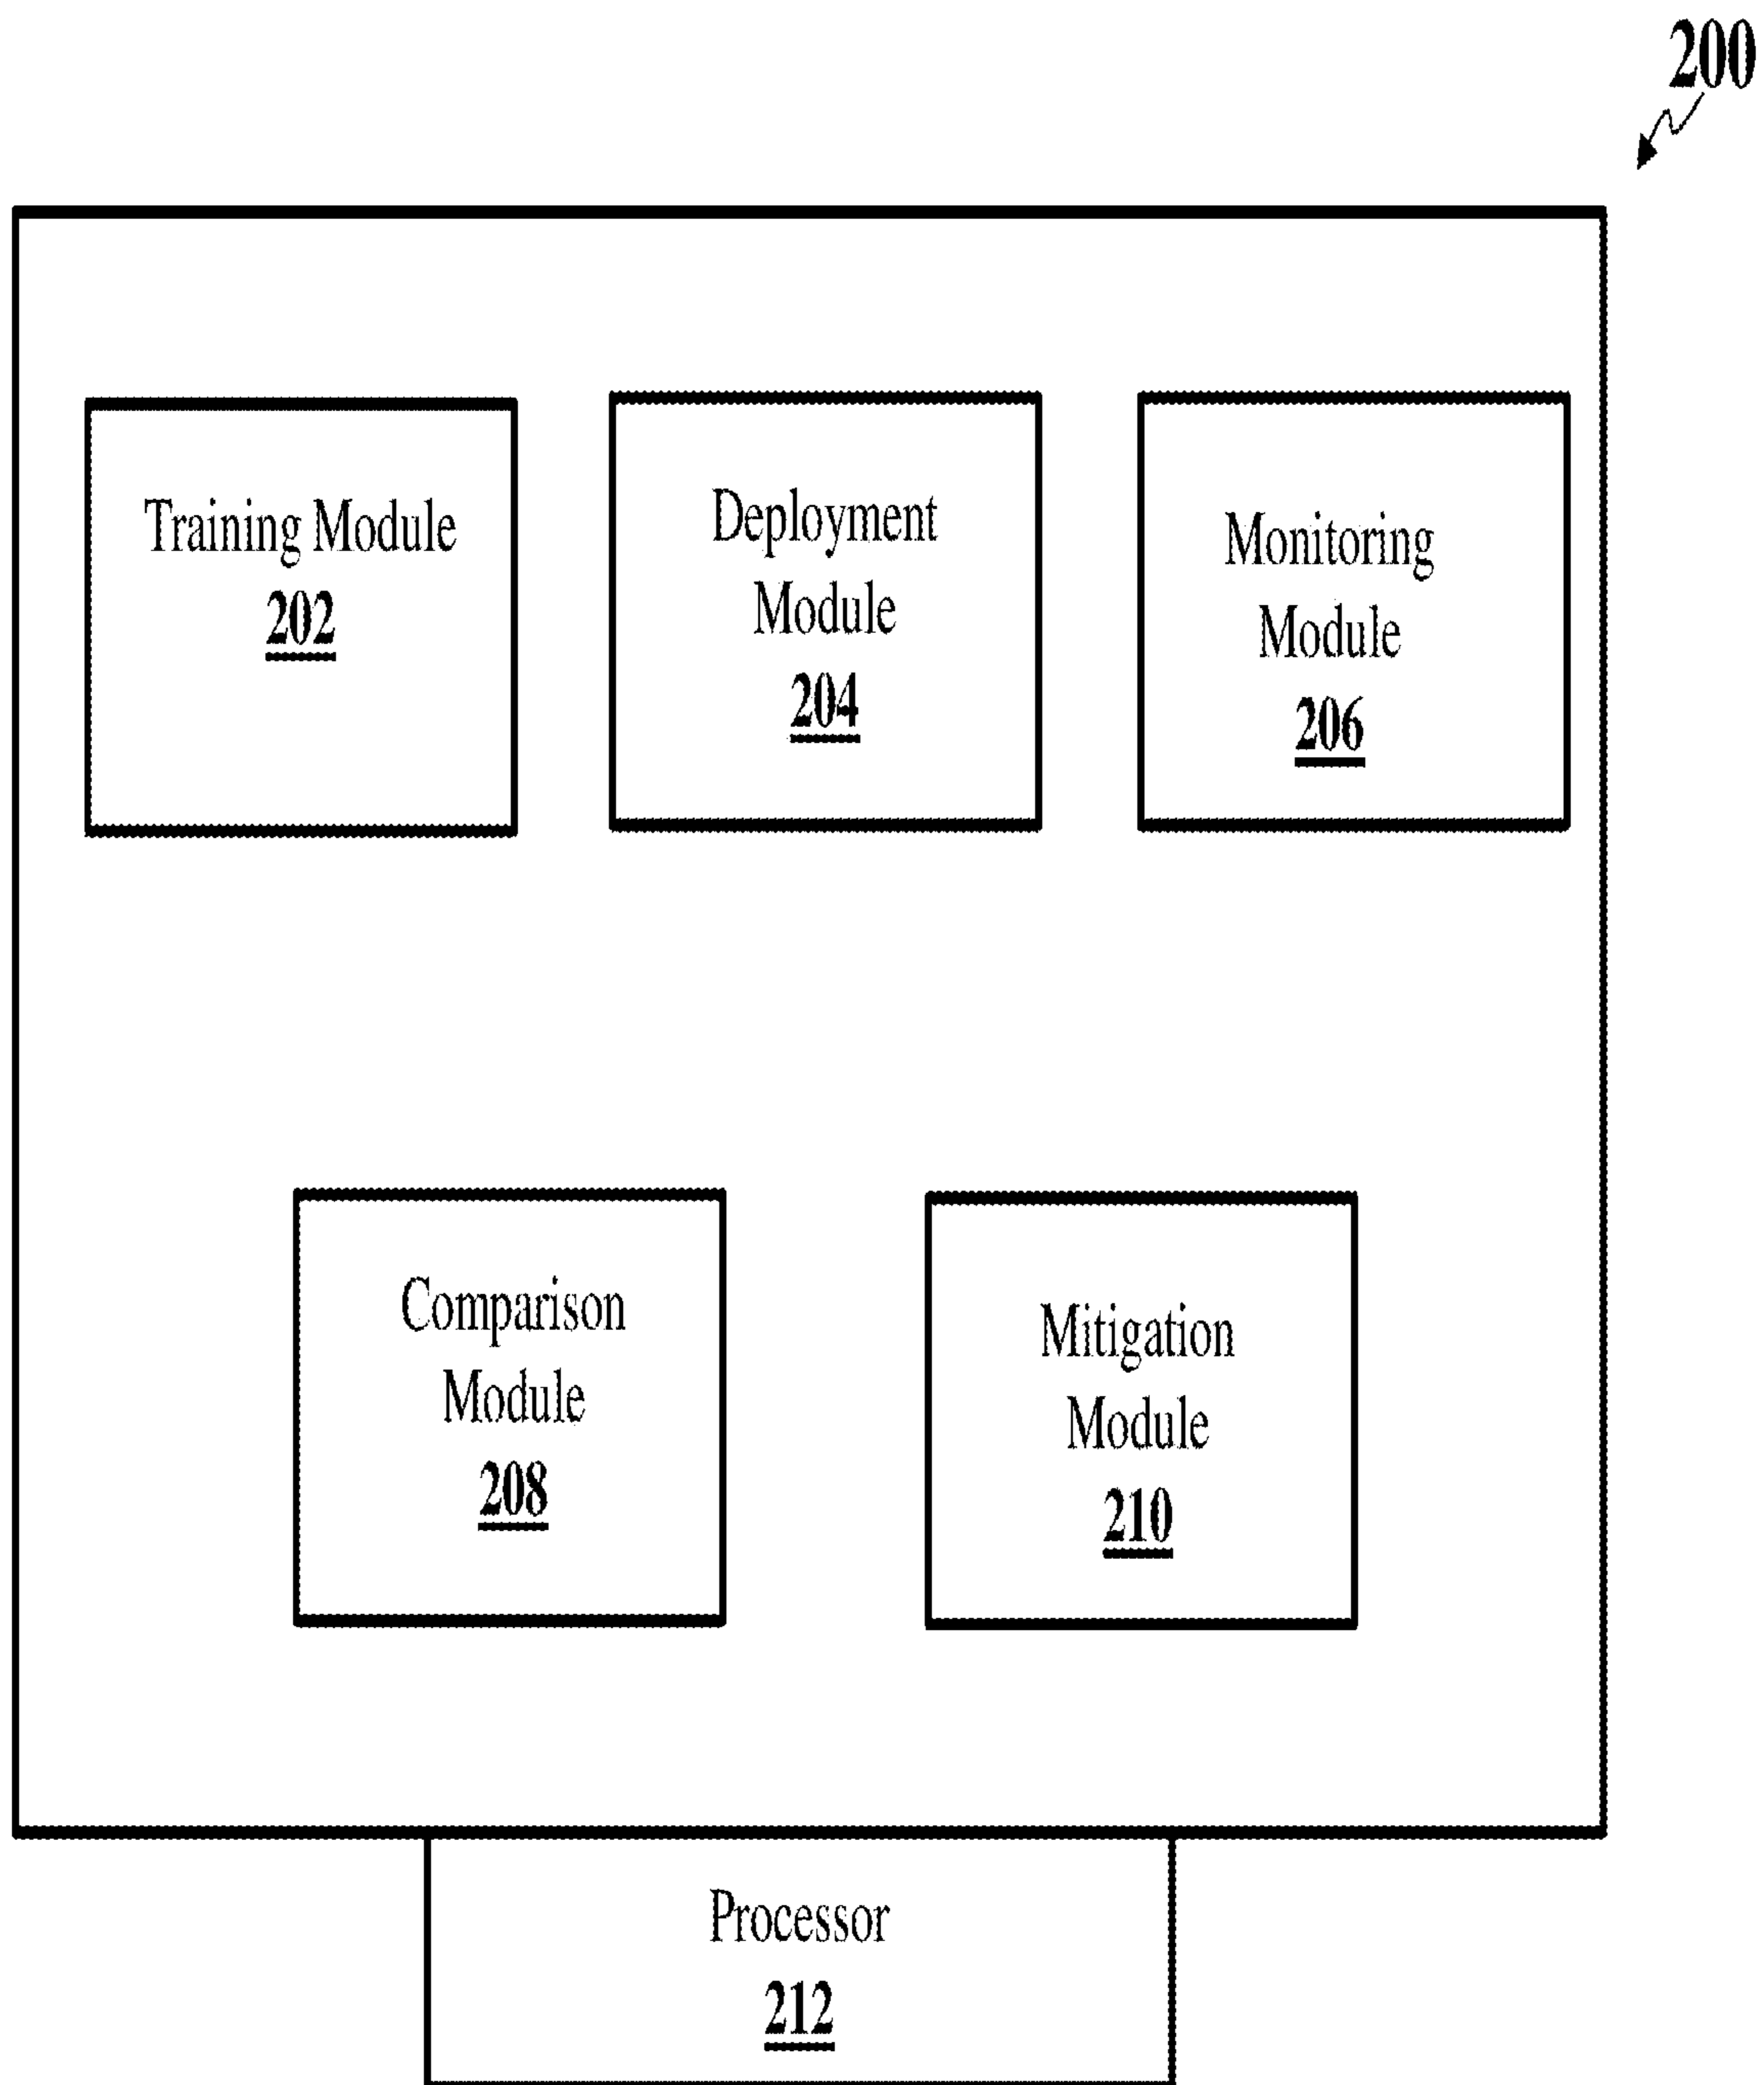 200
Training Module
202
Deployment
Module
204
Monitoring
Module
206
Comparison
Module
208
Mitigation
Module
210
Processor
212